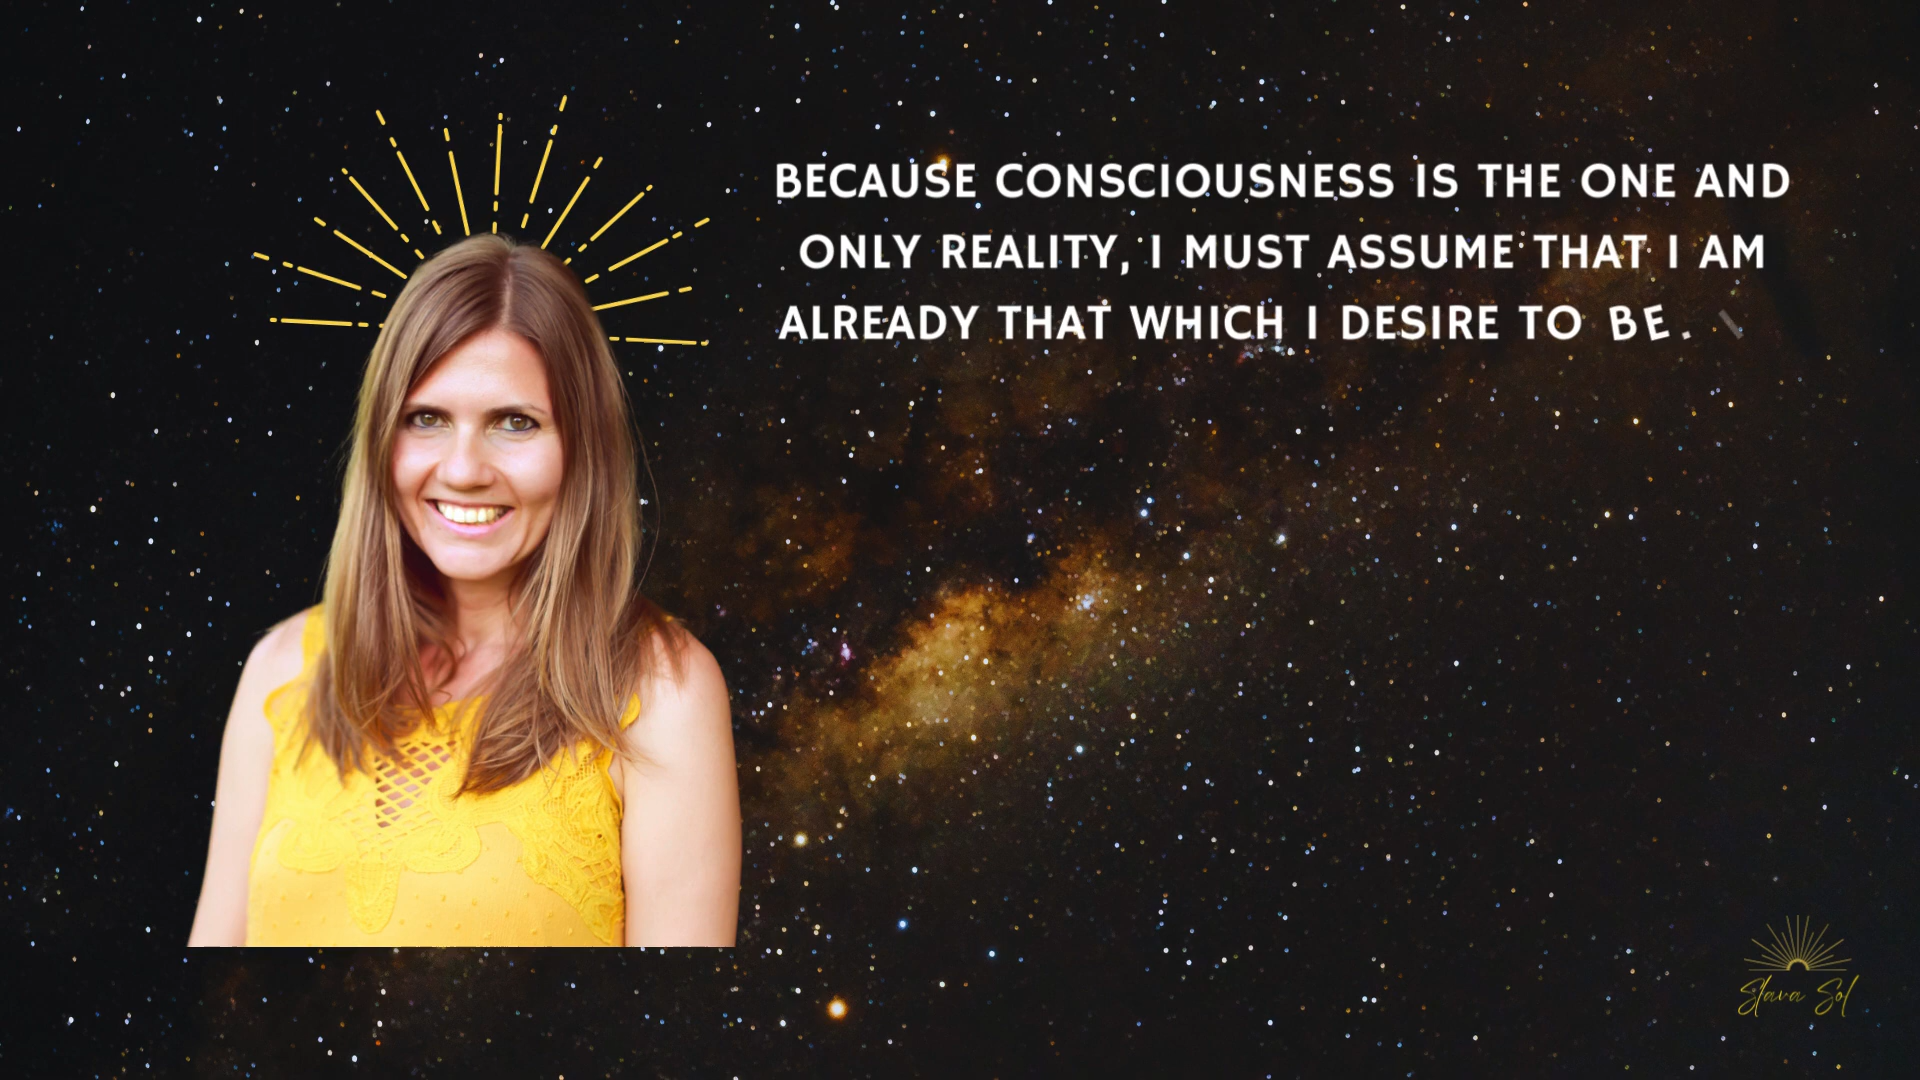 BECAUSE CONSCIOUSNESS IS THE ONE AND
ONLY REALITY, I MUST ASSUME THAT I AM
ALREADY THAT WHICH I DESIRE TO BE.
Slava Sol